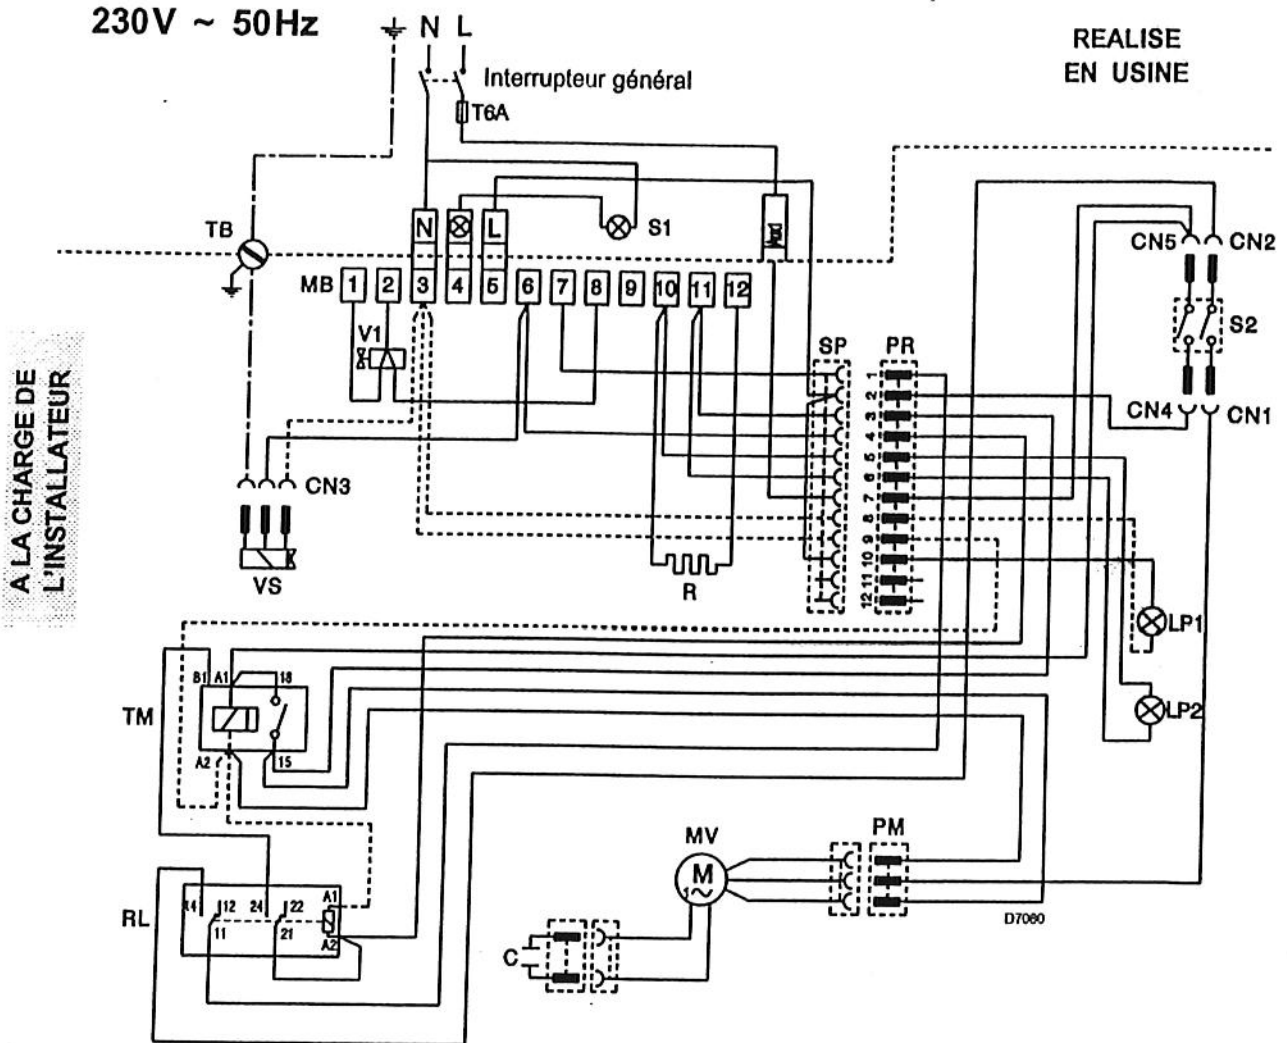 230V ~ 50Hz
N L
Interrupteur général
T6A
REALISE
EN USINE
TB
N
L
S1
CN5
CN2
MB
1 2 3 4 5 6 7 8 9 10 11 12
S2
V1
SP
PR
1
2
3
4
5
6
7
8
9
10
11
12
CN4
CN1
A LA CHARGE DE
L'INSTALLATEUR
CN3
VS
R
LP1
LP2
B1 A1 18
TM
A2 15
MV
PM
M
1~
D7060
RL
14 12 24 22 A1
11 21 A2
C